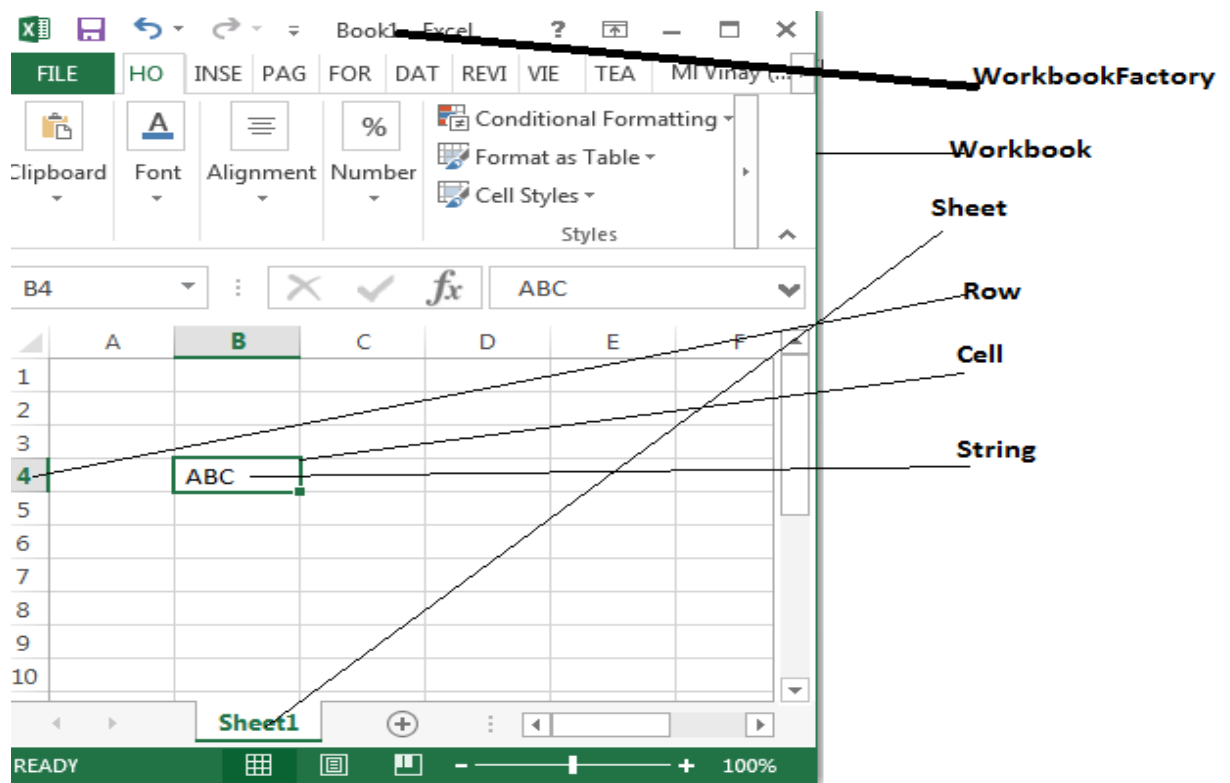 Book1 - Excel ?
WorkbookFactory
FILE HO INSE PAG FOR DAT REVI VIE TEA MI Vinay (...
Conditional Formatting
Format as Table
Cell Styles
A %
Clipboard Font Alignment Number
Styles
Workbook
Sheet
B4 fx ABC
Row
A B C D E F
Cell
1
2
3
4 ABC
String
5
6
7
8
9
10
Sheet1
READY 100%